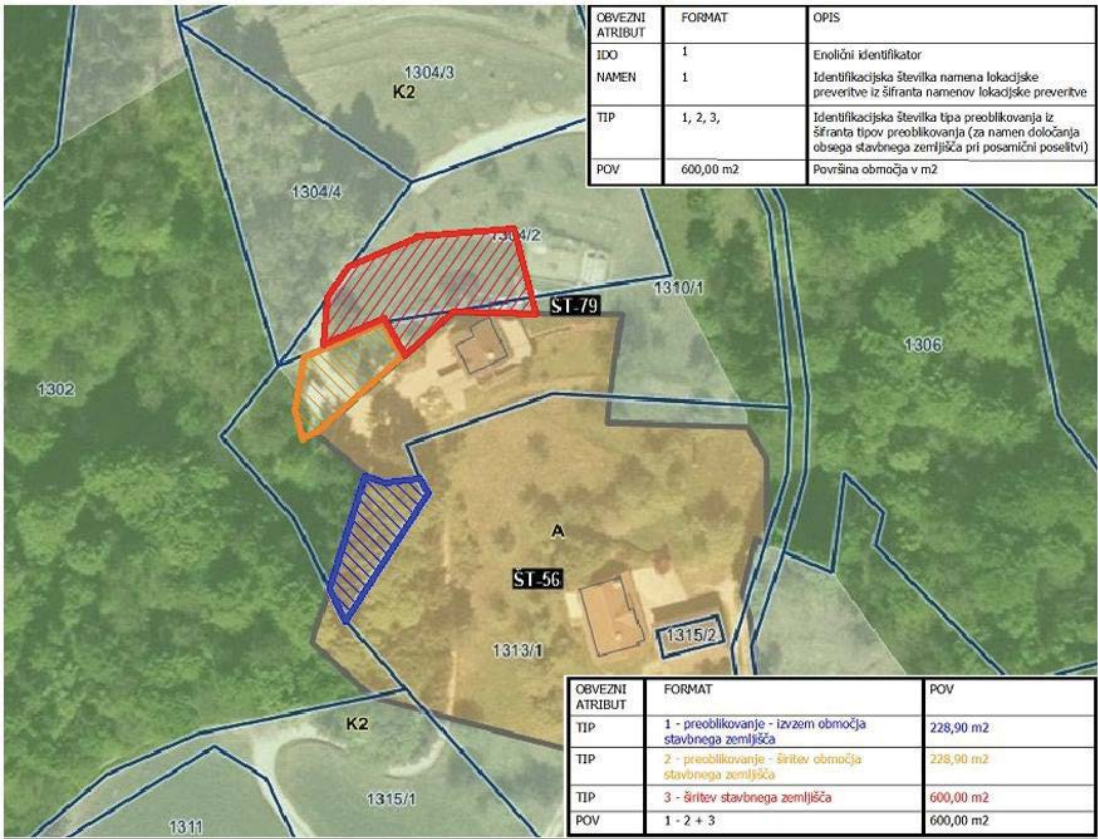 OBVEZNI ATRIBUT FORMAT OPIS
IDO 1 Enolični identifikator
NAMEN 1 Identifikacijska številka namena lokacijske
preveritve iz šifranta namenov lokacijske preveritve
TIP 1, 2, 3, Identifikacijska številka tipa preoblikovanja iz
šifranta tipov preoblikovanja (za namen določanja
obsega stavbnega zemljišča pri posamični poselitvi)
POV 600,00 m2 Površina območja v m2
1304/3
K2
1304/4
1304/2
1310/1
ŠT-79
1306
1302
A
ŠT-56
1315/2
1313/1
K2
1315/1
1311
OBVEZNI ATRIBUT FORMAT POV
TIP 1 - preoblikovanje - izvzem območja
stavbnega zemljišča 228,90 m2
TIP 2 - preoblikovanje - širitev območja
stavbnega zemljišča 228,90 m2
TIP 3 - širitev stavbnega zemljišča 600,00 m2
POV 1 - 2 + 3 600,00 m2